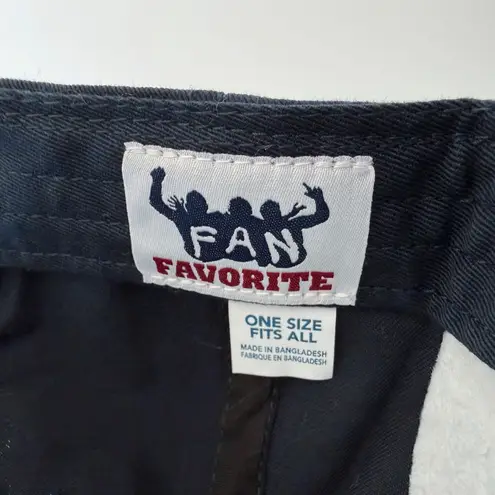 FAN
FAVORITE
ONE SIZE
FITS ALL
MADE IN BANGLADESH
FABRIQUE EN BANGLADESH